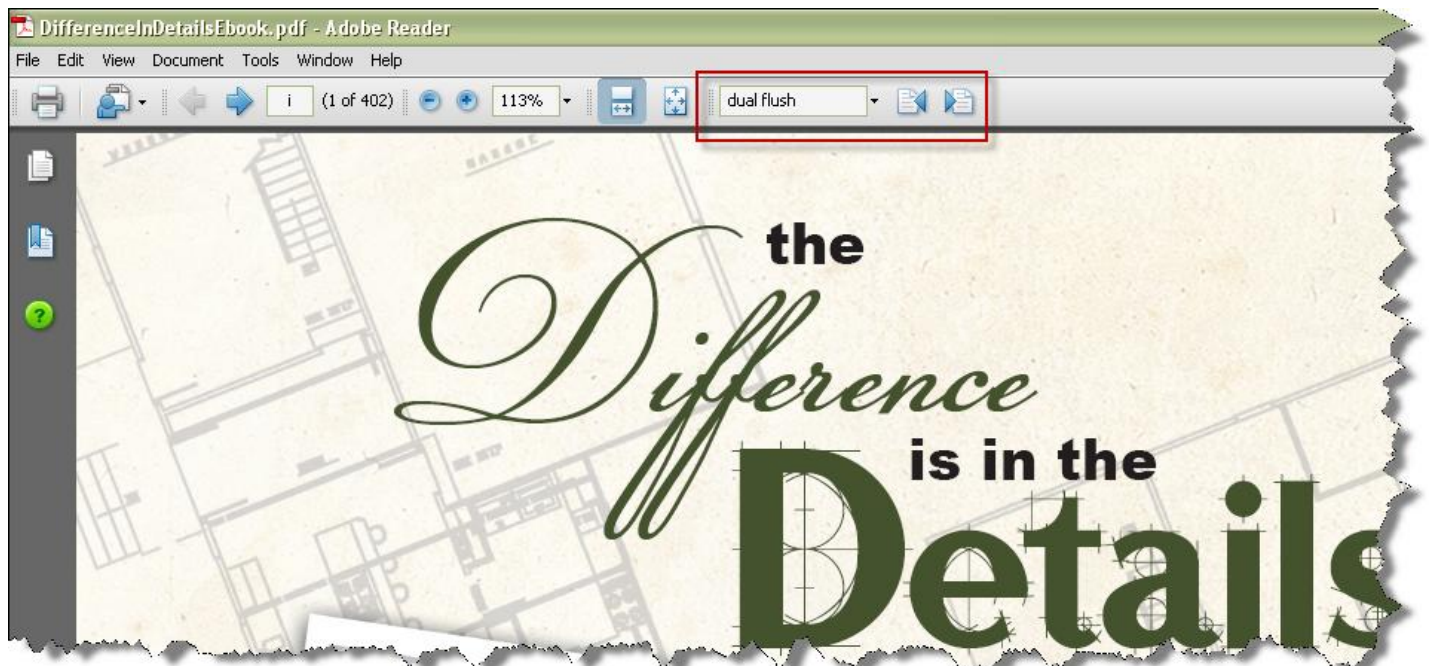 DifferenceInDetailsEbook.pdf - Adobe Reader
File Edit View Document Tools Window Help
i (1 of 402) 113% dual flush
GARAGE
?
the
Difference
is in the
Details